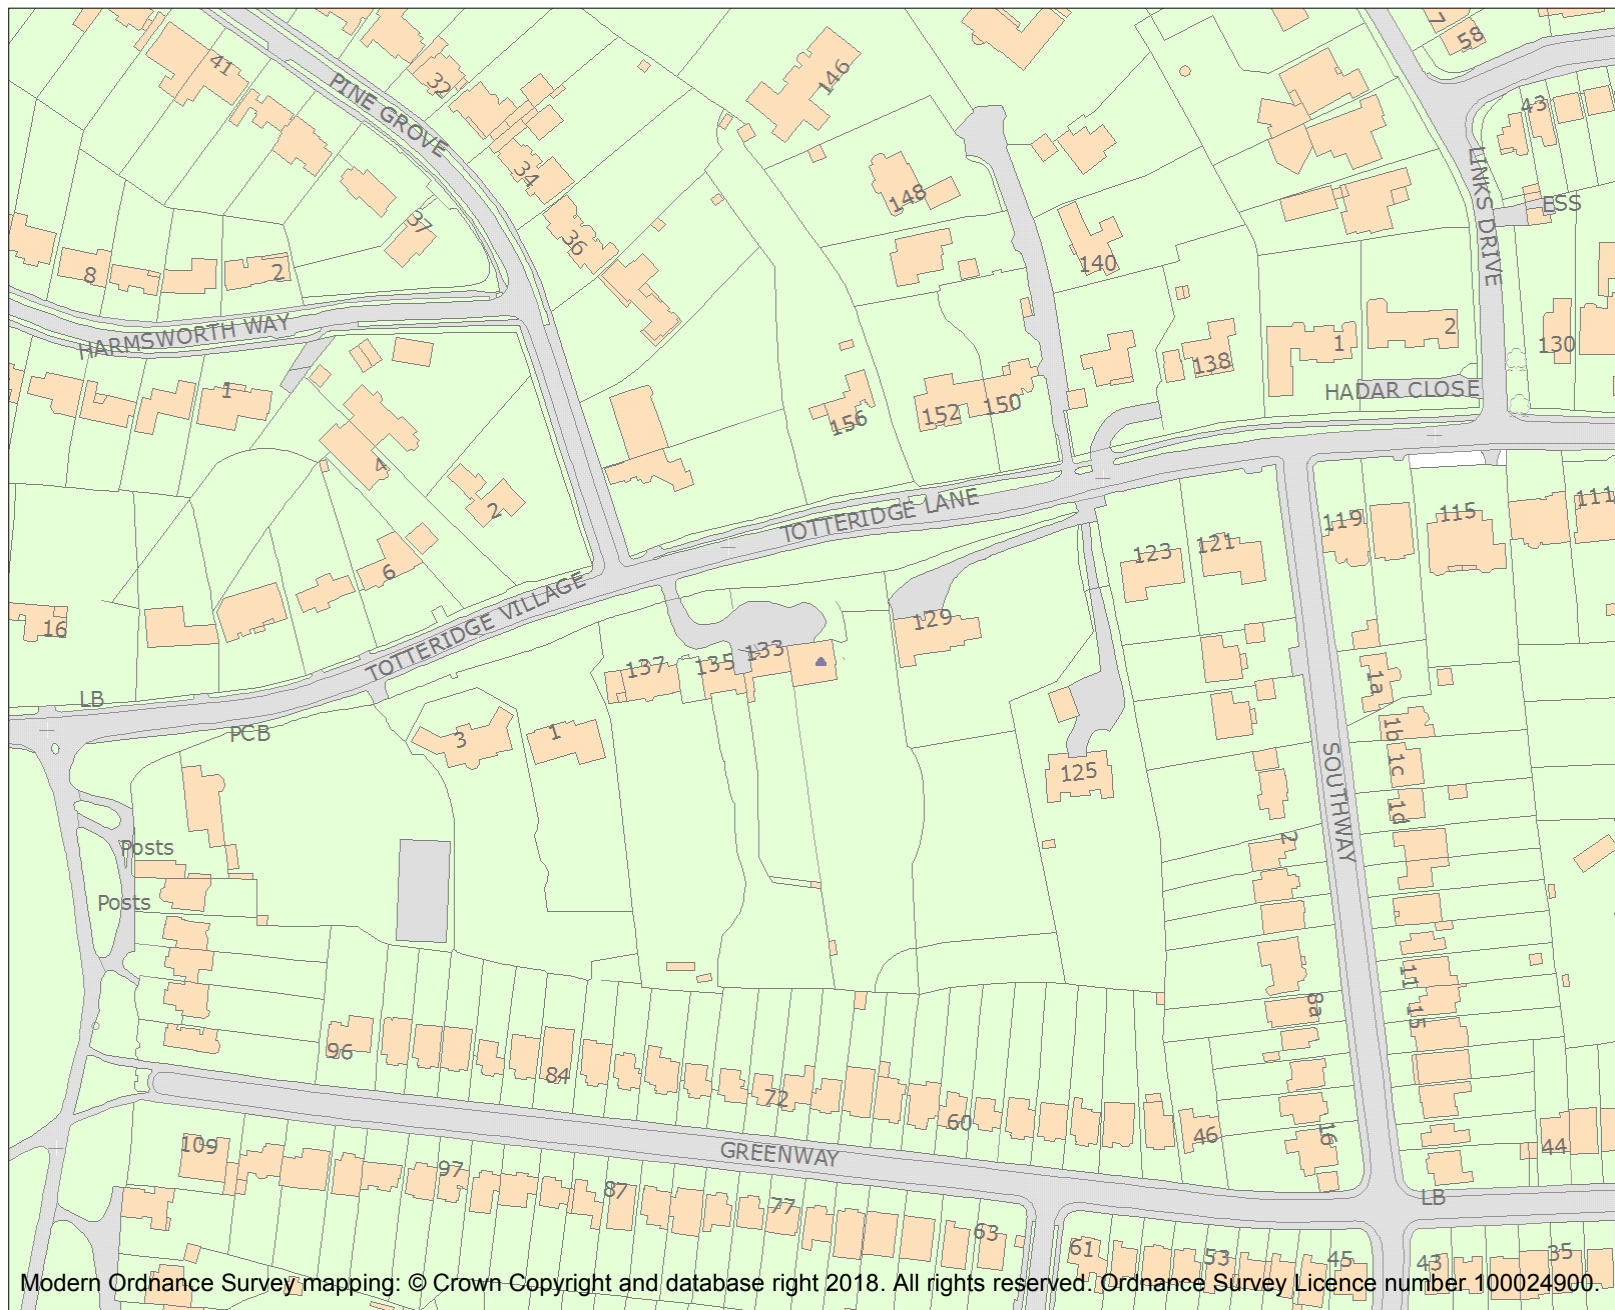 7
58
41
32
146
PINE GROVE
43
34
LINKS DRIVE
148
ESS
37
36
140
8
2
HARMSWORTH WAY
2
1
130
138
1
HADAR CLOSE
156
152
150
4
2
TOTTERIDGE LANE
119
115
111
123
121
6
TOTTERIDGE VILLAGE
16
129
137
135
133
1a
LB
PCB
3
1
1b
1c
125
1d
SOUTHWAY
2
Posts
Posts
11
8a
15
96
84
72
60
46
16
44
109
GREENWAY
97
87
77
63
LB
61
53
45
43
35
Modern Ordnance Survey mapping: © Crown Copyright and database right 2018. All rights reserved. Ordnance Survey Licence number 100024900.